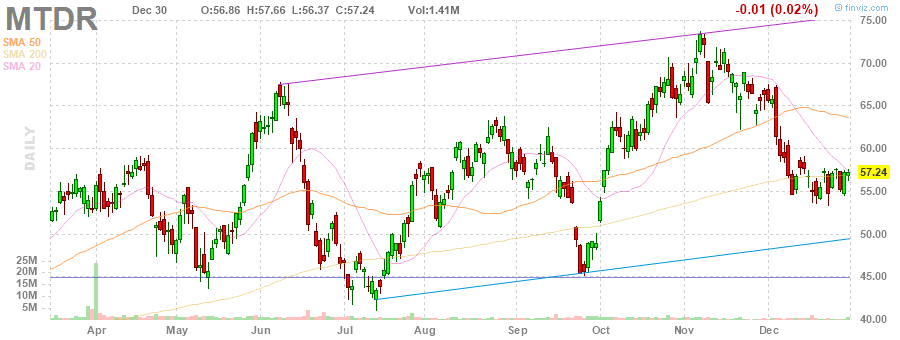 MTDR Dec 30 O:56.86 H:57.66 L:56.37 C:57.24 Vol:1.41M -0.01 (0.02%) © finviz.com
SMA 50
SMA 200
SMA 20
DAILY
75.00
70.00
65.00
60.00
57.24
55.00
50.00
45.00
40.00
25M
20M
15M
10M
5M
Apr May Jun Jul Aug Sep Oct Nov Dec